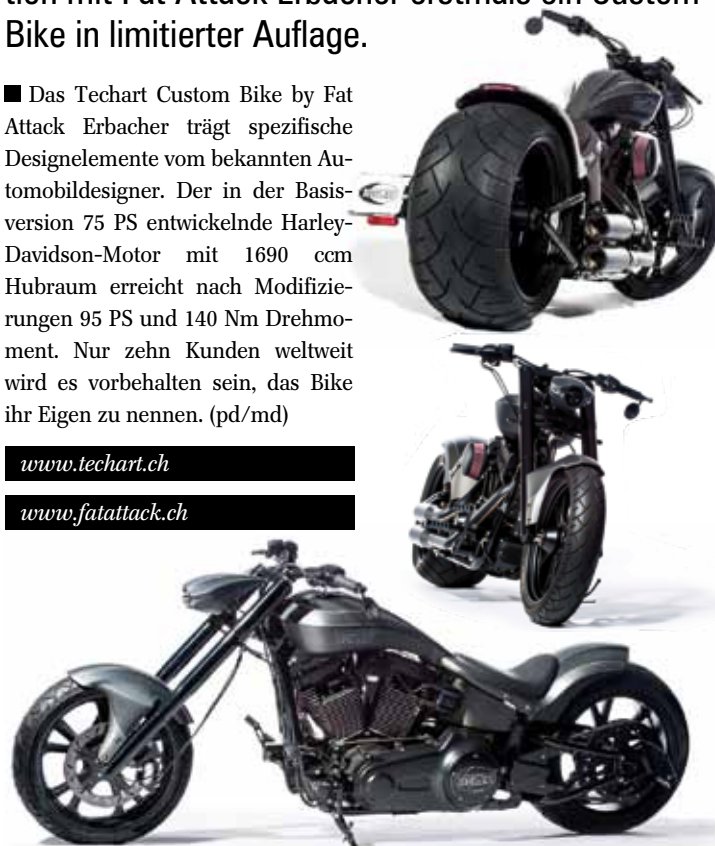 tion mit Fat Attack Erbacher erstmals ein Custom
Bike in limitierter Auflage.
■ Das Techart Custom Bike by Fat
Attack Erbacher trägt spezifische
Designelemente vom bekannten Au-
tomobildesigner. Der in der Basis-
version 75 PS entwickelnde Harley-
Davidson-Motor mit 1690 ccm
Hubraum erreicht nach Modifizie-
rungen 95 PS und 140 Nm Drehmo-
ment. Nur zehn Kunden weltweit
wird es vorbehalten sein, das Bike
ihr Eigen zu nennen. (pd/md)
www.techart.ch
www.fatattack.ch